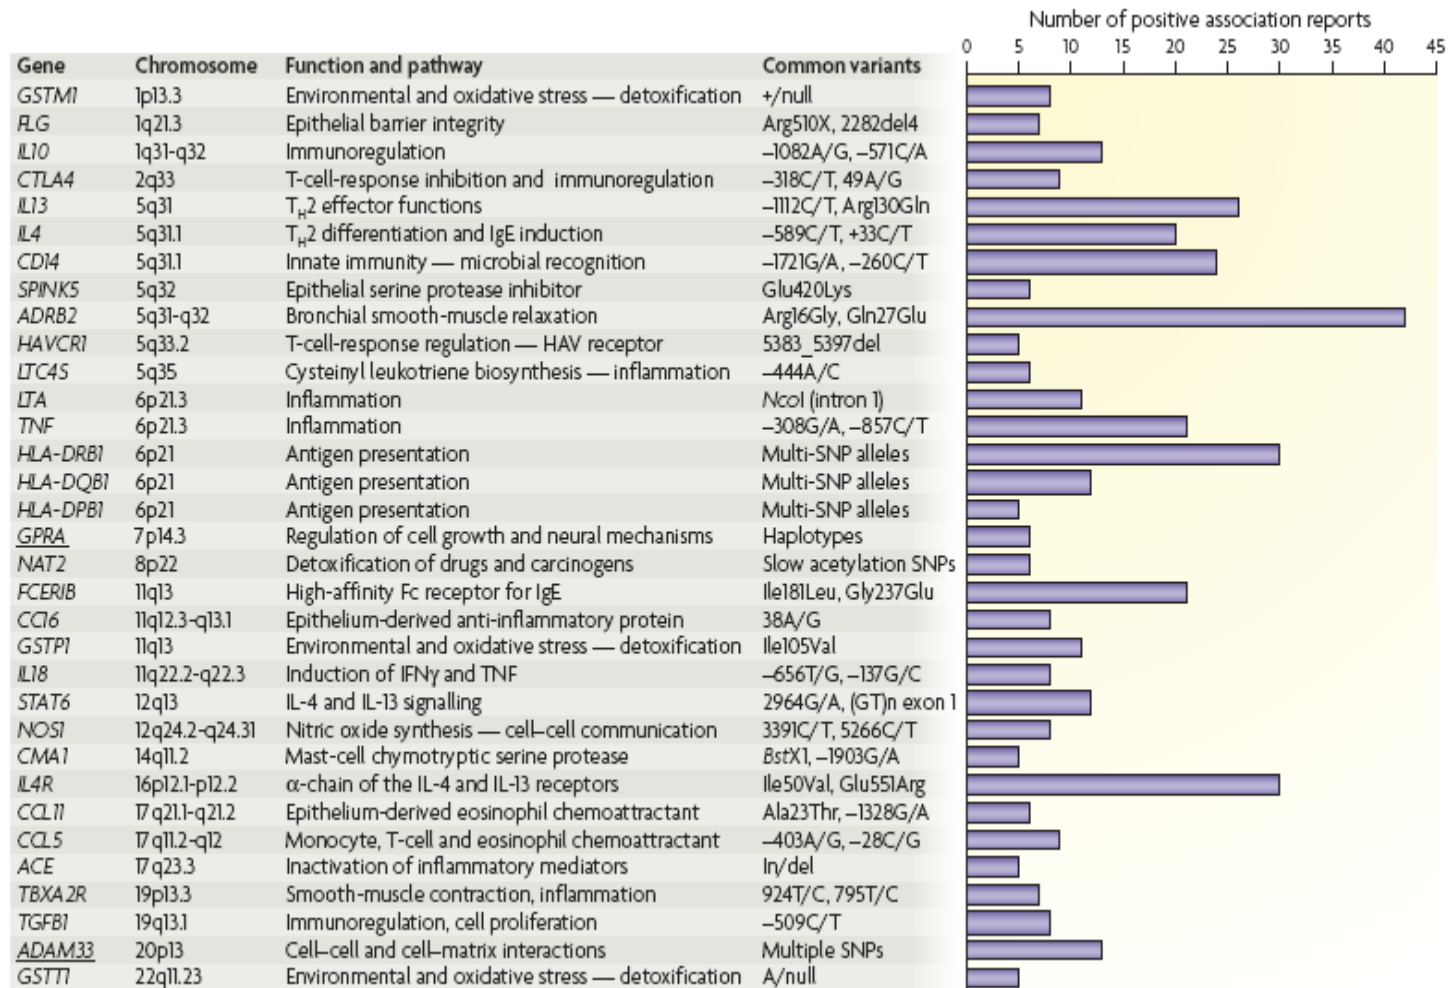 Number of positive association reports
0 5 10 15 20 25 30 35 40 45
Gene Chromosome Function and pathway Common variants
GSTM1 1p13.3 Environmental and oxidative stress — detoxification +/null
FLG 1q21.3 Epithelial barrier integrity Arg510X, 2282del4
IL10 1q31-q32 Immunoregulation –1082A/G, –571C/A
CTLA4 2q33 T-cell-response inhibition and immunoregulation –318C/T, 49A/G
IL13 5q31 TH2 effector functions –1112C/T, Arg130Gln
IL4 5q31.1 TH2 differentiation and IgE induction –589C/T, +33C/T
CD14 5q31.1 Innate immunity — microbial recognition –1721G/A, –260C/T
SPINK5 5q32 Epithelial serine protease inhibitor Glu420Lys
ADRB2 5q31-q32 Bronchial smooth-muscle relaxation Arg16Gly, Gln27Glu
HAVCR1 5q33.2 T-cell-response regulation — HAV receptor 5383_5397del
LTC4S 5q35 Cysteinyl leukotriene biosynthesis — inflammation –444A/C
LTA 6p21.3 Inflammation NcoI (intron 1)
TNF 6p21.3 Inflammation –308G/A, –857C/T
HLA-DRB1 6p21 Antigen presentation Multi-SNP alleles
HLA-DQB1 6p21 Antigen presentation Multi-SNP alleles
HLA-DPB1 6p21 Antigen presentation Multi-SNP alleles
GPRA 7p14.3 Regulation of cell growth and neural mechanisms Haplotypes
NAT2 8p22 Detoxification of drugs and carcinogens Slow acetylation SNPs
FCERIB 11q13 High-affinity Fc receptor for IgE Ile181Leu, Gly237Glu
CC16 11q12.3-q13.1 Epithelium-derived anti-inflammatory protein 38A/G
GSTP1 11q13 Environmental and oxidative stress — detoxification Ile105Val
IL18 11q22.2-q22.3 Induction of IFNγ and TNF –656T/G, –137G/C
STAT6 12q13 IL-4 and IL-13 signalling 2964G/A, (GT)n exon 1
NOS1 12q24.2-q24.31 Nitric oxide synthesis — cell–cell communication 3391C/T, 5266C/T
CMA1 14q11.2 Mast-cell chymotryptic serine protease BstX1, –1903G/A
IL4R 16p12.1-p12.2 α-chain of the IL-4 and IL-13 receptors Ile50Val, Glu551Arg
CCL11 17q21.1-q21.2 Epithelium-derived eosinophil chemoattractant Ala23Thr, –1328G/A
CCL5 17q11.2-q12 Monocyte, T-cell and eosinophil chemoattractant –403A/G, –28C/G
ACE 17q23.3 Inactivation of inflammatory mediators In/del
TBXA2R 19p13.3 Smooth-muscle contraction, inflammation 924T/C, 795T/C
TGFB1 19q13.1 Immunoregulation, cell proliferation –509C/T
ADAM33 20p13 Cell–cell and cell–matrix interactions Multiple SNPs
GSTT1 22q11.23 Environmental and oxidative stress — detoxification A/null